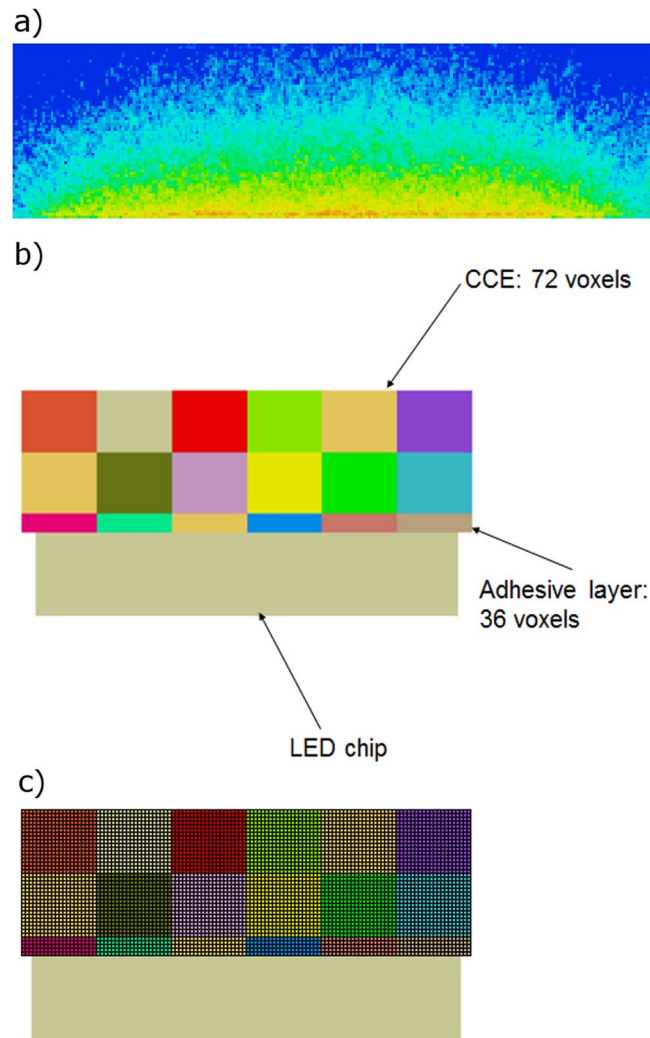 a)
b)
CCE: 72 voxels
Adhesive layer:
36 voxels
LED chip
c)